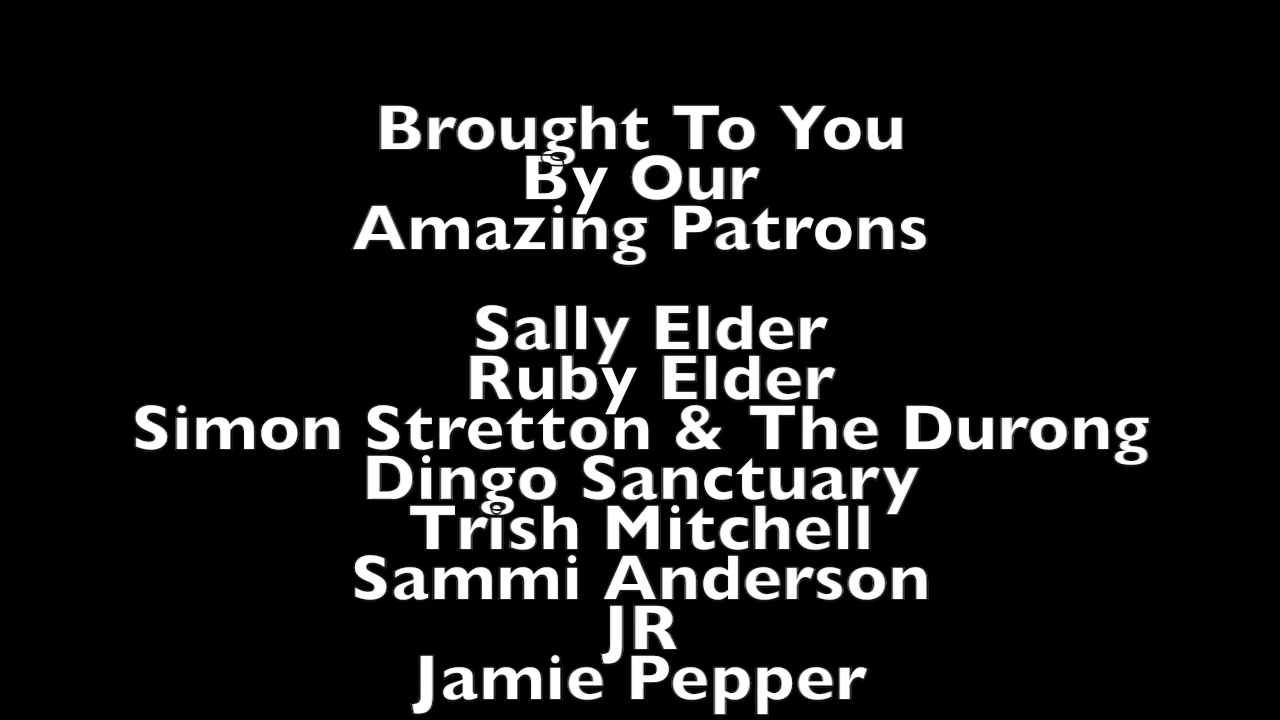 Brought To You
By Our
Amazing Patrons
Sally Elder
Ruby Elder
Simon Stretton & The Durong
Dingo Sanctuary
Trish Mitchell
Sammi Anderson
JR
Jamie Pepper